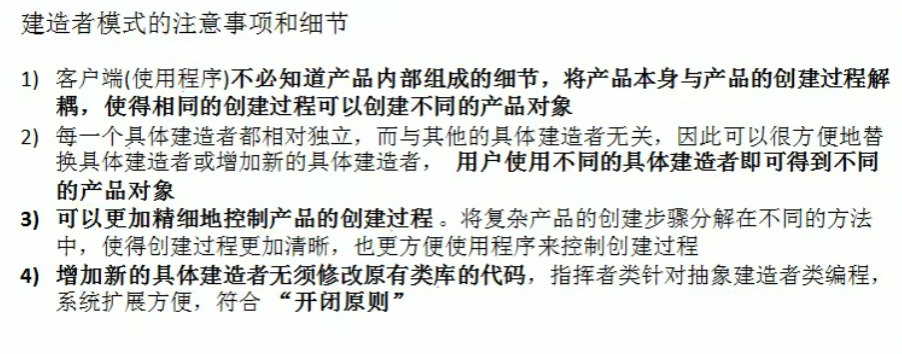 建造者模式的注意事项和细节
1) 客户端(使用程序)不必知道产品内部组成的细节，将产品本身与产品的创建过程解
耦，使得相同的创建过程可以创建不同的产品对象
2) 每一个具体建造者都相对独立，而与其他的具体建造者无关，因此可以很方便地替
换具体建造者或增加新的具体建造者， 用户使用不同的具体建造者即可得到不同
的产品对象
3) 可以更加精细地控制产品的创建过程 。将复杂产品的创建步骤分解在不同的方法
中，使得创建过程更加清晰，也更方便使用程序来控制创建过程
4) 增加新的具体建造者无须修改原有类库的代码，指挥者类针对抽象建造者类编程，
系统扩展方便，符合 “开闭原则”